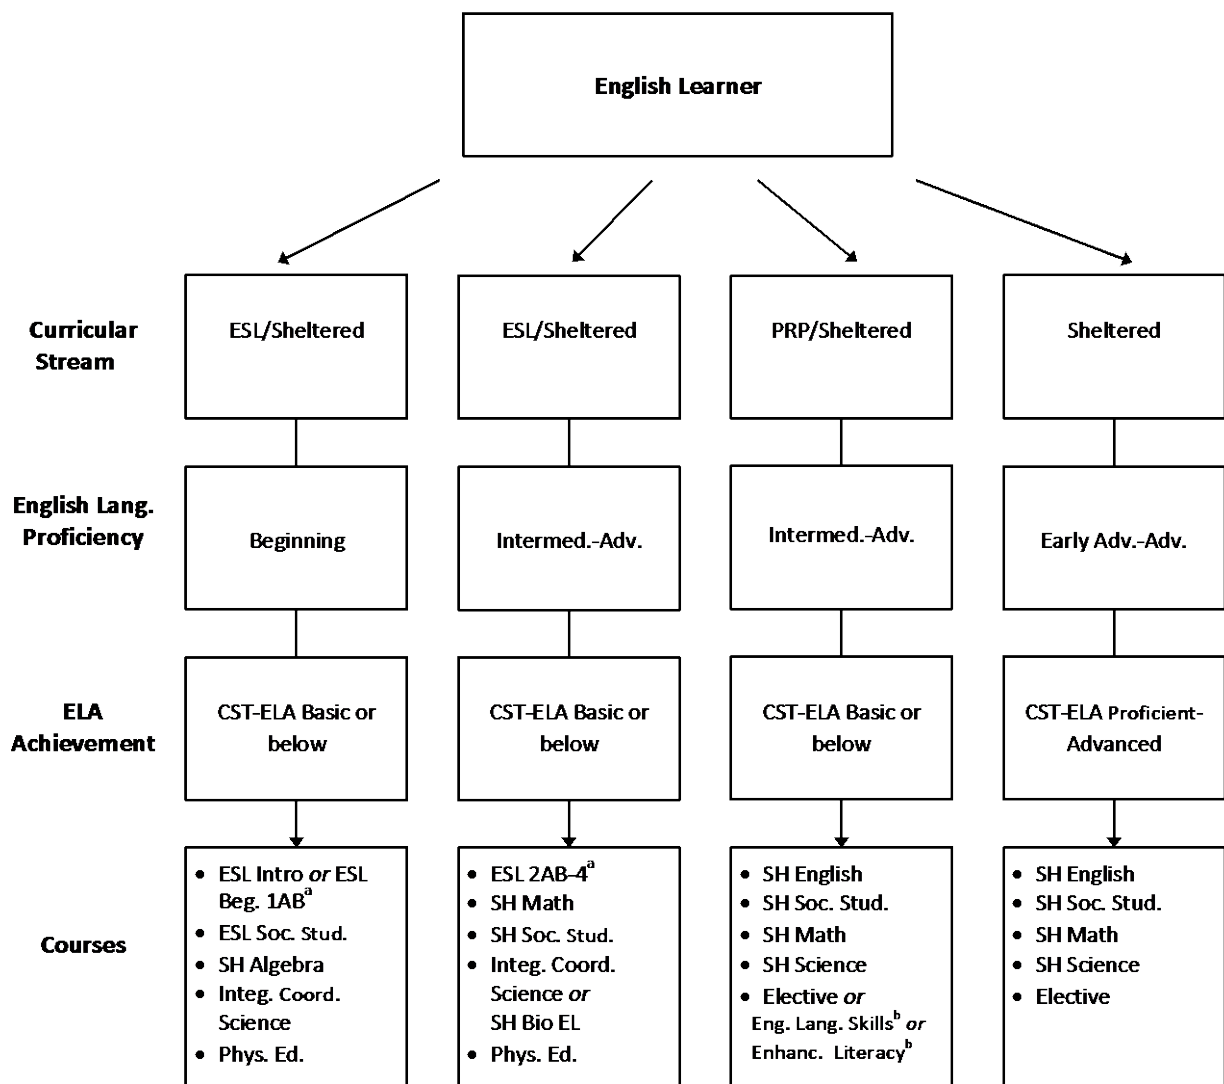 English Learner
Curricular
Stream
ESL/Sheltered
ESL/Sheltered
PRP/Sheltered
Sheltered
English Lang.
Proficiency
Beginning
Intermed.-Adv.
Intermed.-Adv.
Early Adv.-Adv.
ELA
Achievement
CST-ELA Basic or
below
CST-ELA Basic or
below
CST-ELA Basic or
below
CST-ELA Proficient-
Advanced
Courses
• ESL Intro or ESL
Beg. 1ABᵃ
• ESL Soc. Stud.
• SH Algebra
• Integ. Coord.
Science
• Phys. Ed.
• ESL 2AB-4ᵃ
• SH Math
• SH Soc. Stud.
• Integ. Coord.
Science or
SH Bio EL
• Phys. Ed.
• SH English
• SH Soc. Stud.
• SH Math
• SH Science
• Elective or
Eng. Lang. Skillsᵇ or
Enhanc. Literacyᵇ
• SH English
• SH Soc. Stud.
• SH Math
• SH Science
• Elective